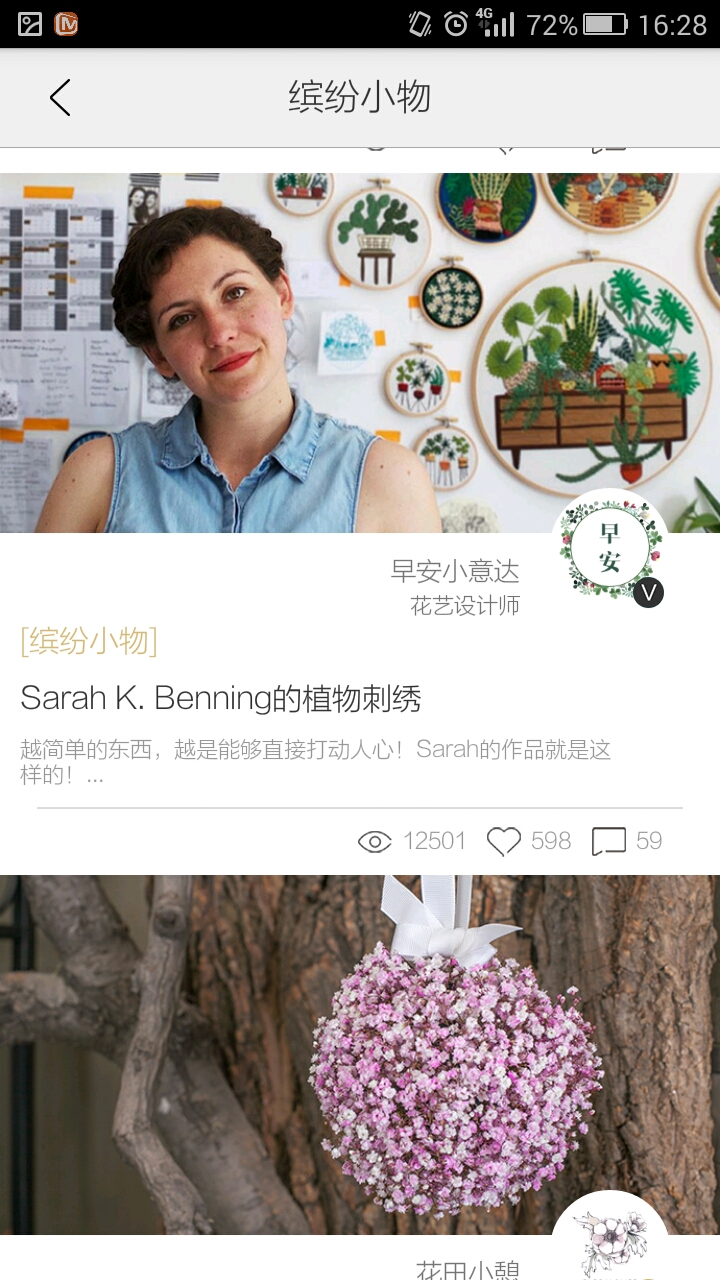 4G 72% 16:28
缤纷小物
早
安
V
早安小意达
花艺设计师
[缤纷小物]
Sarah K. Benning的植物刺绣
越简单的东西，越是能够直接打动人心！Sarah的作品就是这
样的！...
12501 598 59
花田小憩